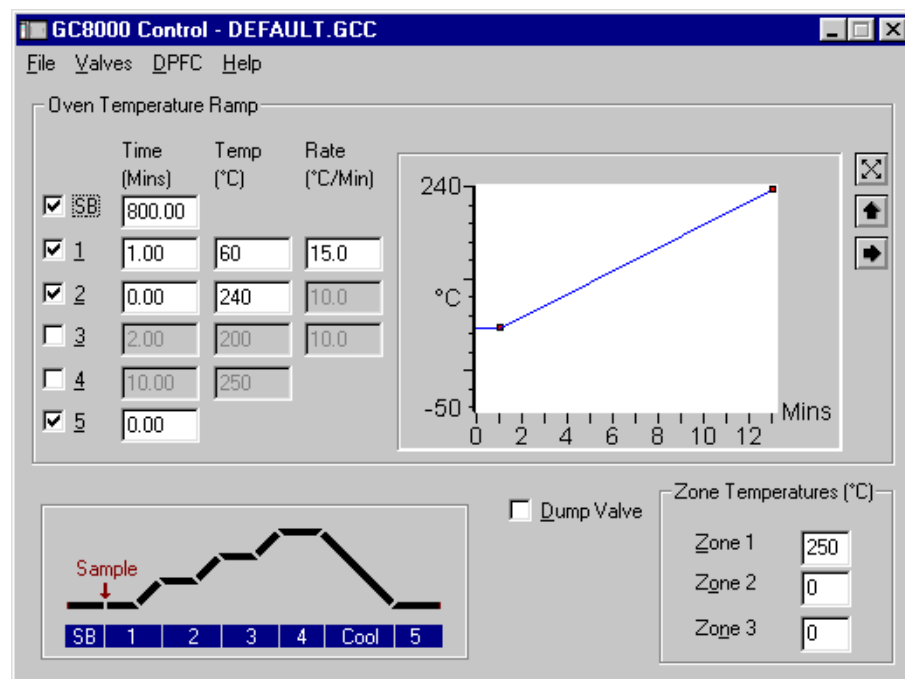 GC8000 Control - DEFAULT.GCC
File Valves DPFC Help
Oven Temperature Ramp
Time Temp Rate
(Mins) (°C) (°C/Min)
SB 800.00
1 1.00 60 15.0
2 0.00 240 10.0
3 2.00 200 10.0
4 10.00 250
5 0.00
240
°C
-50
Mins
0 2 4 6 8 10 12
Dump Valve
Zone Temperatures (°C)
Zone 1 250
Zone 2 0
Zone 3 0
Sample
SB 1 2 3 4 Cool 5